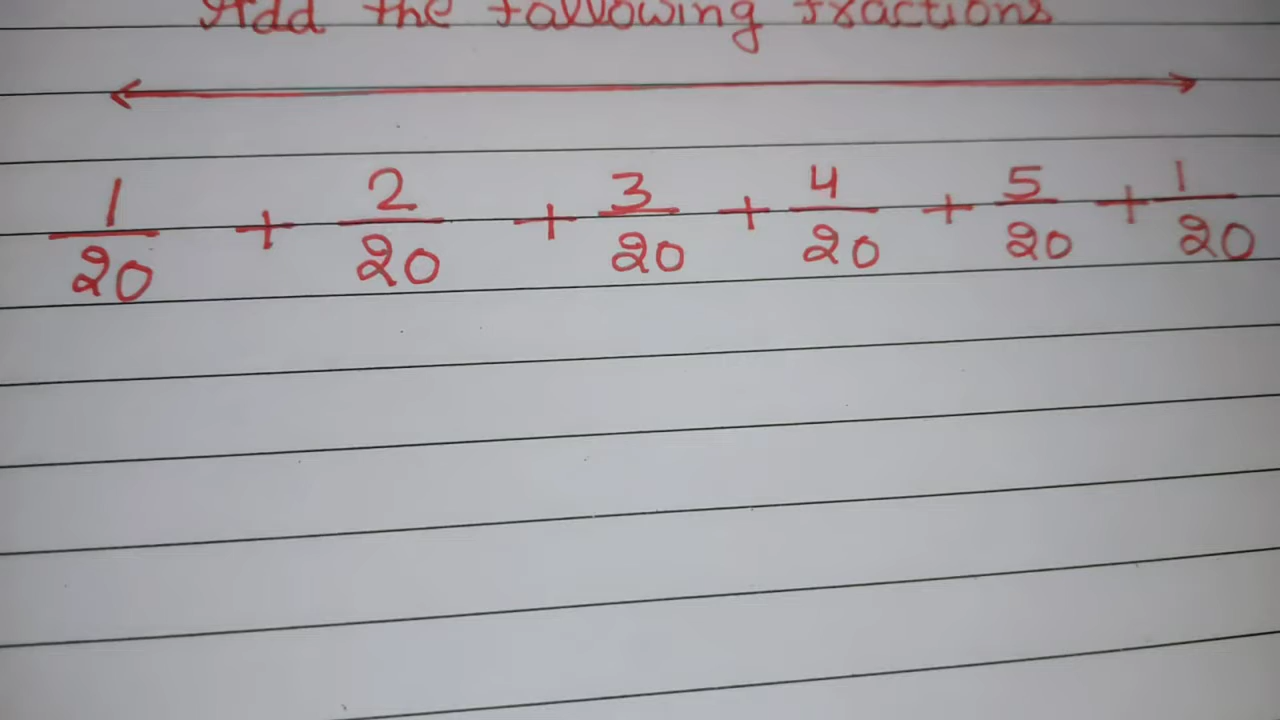 Add the following fractions
1/20 + 2/20 + 3/20 + 4/20 + 5/20 + 1/20